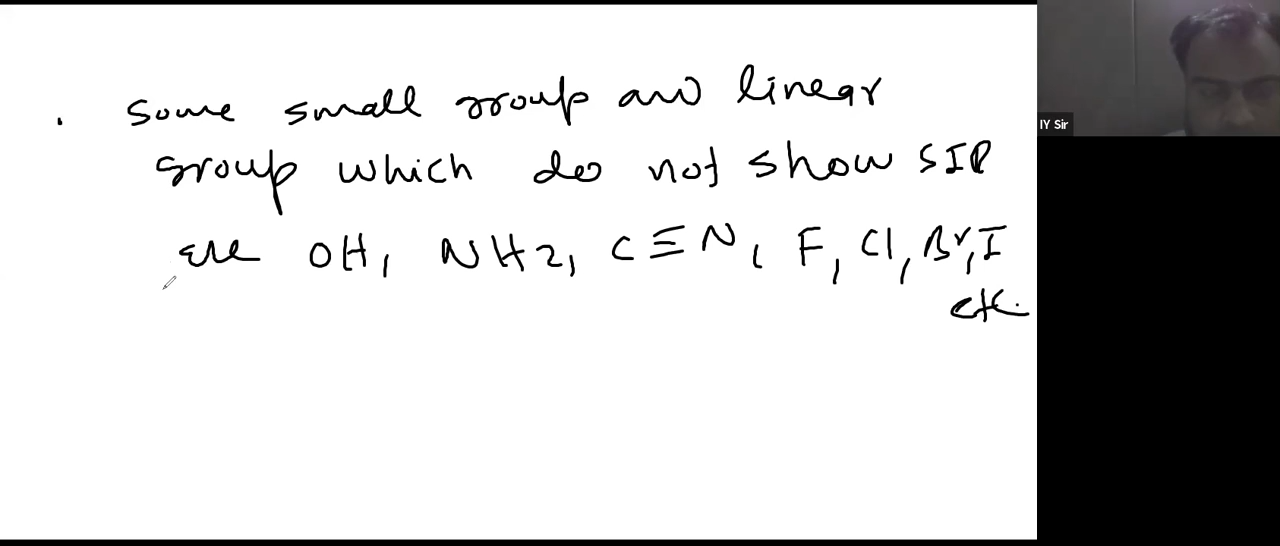 . Some small group and linear
group which do not show SIR
are OH, NH2, C≡N, F, Cl, Br, I
etc.
IY Sir